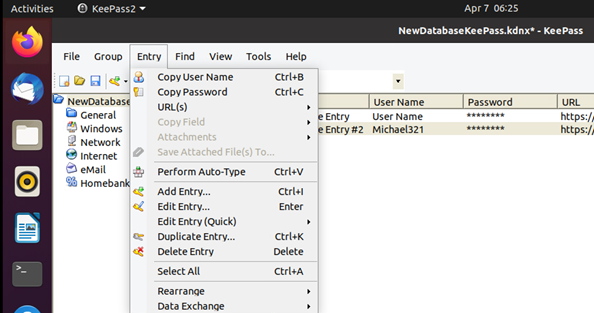 Activities KeePass2 Apr 7 06:25
NewDatabaseKeePass.kdnx* - KeePass
File Group Entry Find View Tools Help
NewDatabase
General
Windows
Network
Internet
eMail
Homebank
Copy User Name Ctrl+B
Copy Password Ctrl+C
URL(s)
Copy Field
Attachments
Save Attached File(s) To...
Perform Auto-Type Ctrl+V
Add Entry... Ctrl+I
Edit Entry... Enter
Edit Entry (Quick)
Duplicate Entry... Ctrl+K
Delete Entry Delete
Select All Ctrl+A
Rearrange
Data Exchange
User Name Password URL
e Entry User Name ******** https:/
e Entry #2 Michael321 ******** https:/